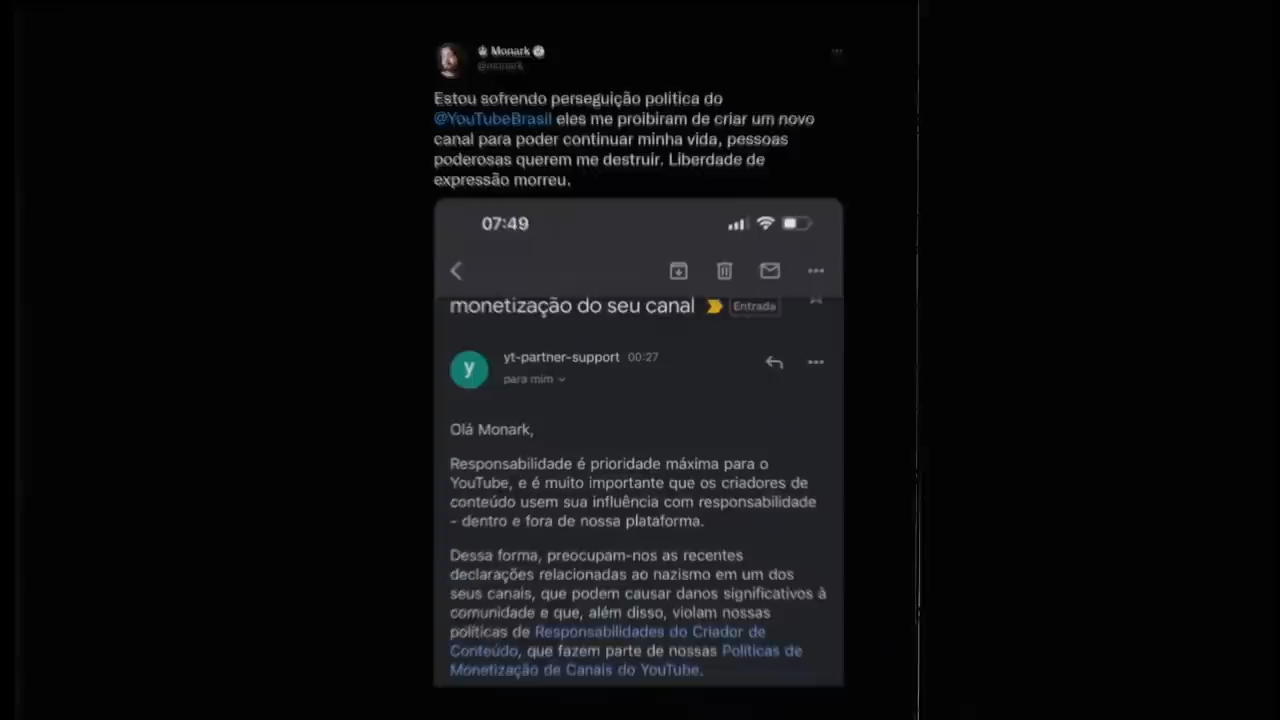 Monark
@monark
Estou sofrendo perseguição politica do
@YouTubeBrasil eles me proibiram de criar um novo
canal para poder continuar minha vida, pessoas
poderosas querem me destruir. Liberdade de
expressão morreu.
07:49
monetização do seu canal Entrada
y yt-partner-support 00:27
para mim
Olá Monark,
Responsabilidade é prioridade máxima para o
YouTube, e é muito importante que os criadores de
conteúdo usem sua influência com responsabilidade
- dentro e fora de nossa plataforma.
Dessa forma, preocupam-nos as recentes
declarações relacionadas ao nazismo em um dos
seus canais, que podem causar danos significativos à
comunidade e que, além disso, violam nossas
políticas de Responsabilidades do Criador de
Conteúdo, que fazem parte de nossas Políticas de
Monetização de Canais do YouTube.